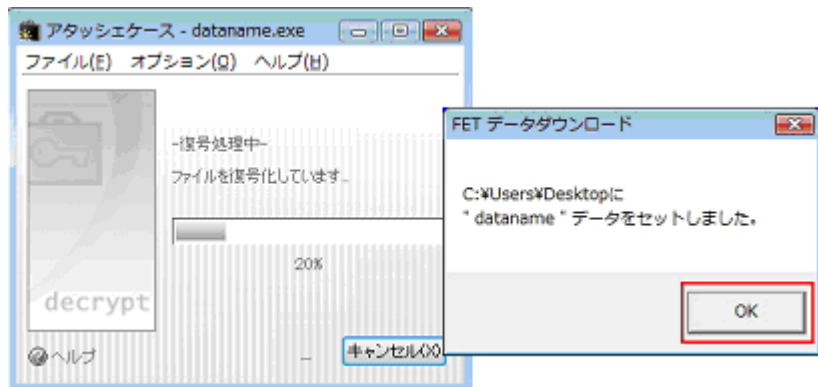 アタッシェケース - dataname.exe
ファイル(E) オプション(O) ヘルプ(H)
-復号処理中-
ファイルを復号化しています...
20%
decrypt
ヘルプ
キャンセル(X)
FET データダウンロード
C:¥Users¥Desktopに
" dataname " データをセットしました。
OK